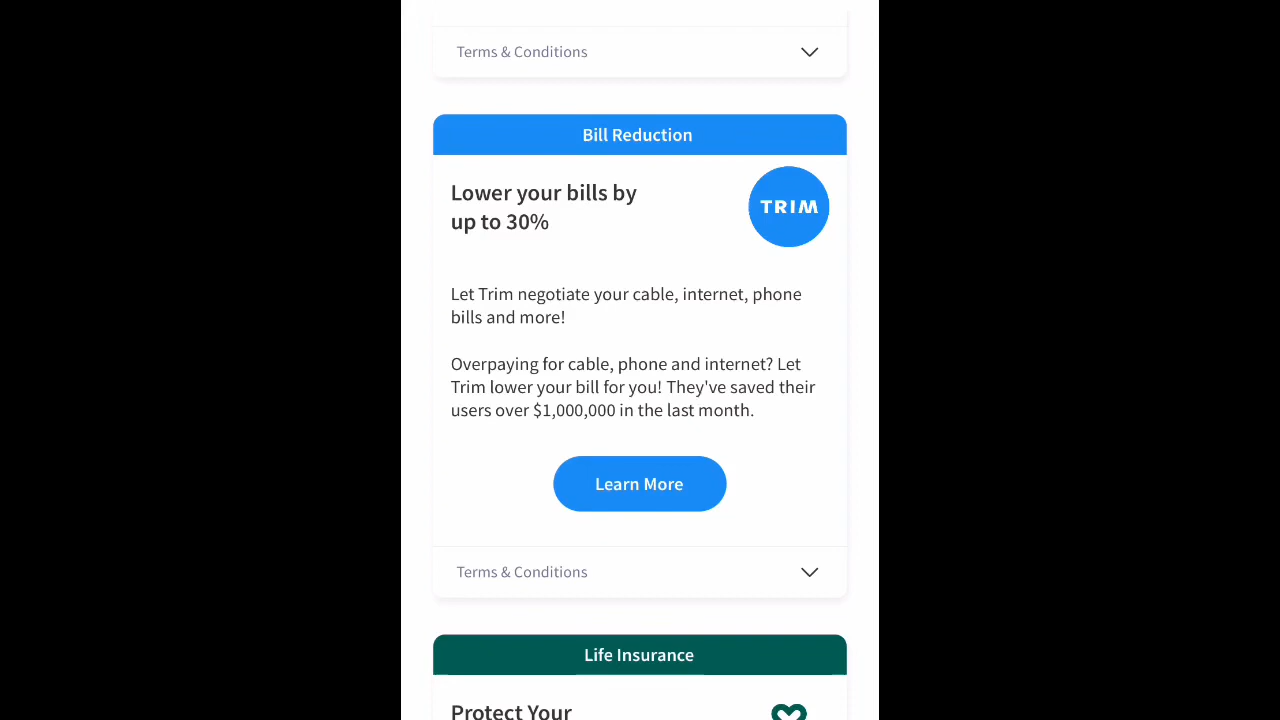 Terms & Conditions
Bill Reduction
Lower your bills by
up to 30%
TRIM
Let Trim negotiate your cable, internet, phone
bills and more!
Overpaying for cable, phone and internet? Let
Trim lower your bill for you! They've saved their
users over $1,000,000 in the last month.
Learn More
Terms & Conditions
Life Insurance
Protect Your